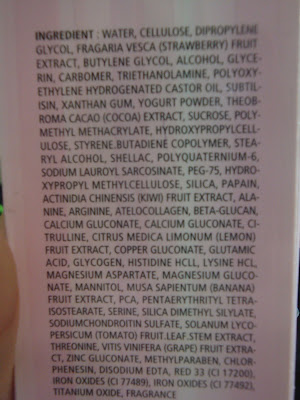 INGREDIENT : WATER, CELLULOSE, DIPROPYLENE
GLYCOL, FRAGARIA VESCA (STRAWBERRY) FRUIT
EXTRACT, BUTYLENE GLYCOL, ALCOHOL, GLYCE-
RIN, CARBOMER, TRIETHANOLAMINE, POLYOXY-
ETHYLENE HYDROGENATED CASTOR OIL, SUBTIL-
ISIN, XANTHAN GUM, YOGURT POWDER, THEOB-
ROMA CACAO (COCOA) EXTRACT, SUCROSE, POLY-
METHYL METHACRYLATE, HYDROXYPROPYLCELL-
ULOSE, STYRENE.BUTADIENE COPOLYMER, STEA-
RYL ALCOHOL, SHELLAC, POLYQUATERNIUM-6,
SODIUM LAUROYL SARCOSINATE, PEG-75, HYDR-
OXYPROPYL METHYLCELLULOSE, SILICA, PAPAIN,
ACTINIDIA CHINENSIS (KIWI) FRUIT EXTRACT, ALA-
NINE, ARGININE, ATELOCOLLAGEN, BETA-GLUCAN,
CALCIUM GLUCONATE, CALCIUM GLUCONATE, CI-
TRULLINE, CITRUS MEDICA LIMONUM (LEMON)
FRUIT EXTRACT, COPPER GLUCONATE, GLUTAMIC
ACID, GLYCOGEN, HISTIDINE HCLL, LYSINE HCLL,
MAGNESIUM ASPARTATE, MAGNESIUM GLUCO-
NATE, MANNITOL, MUSA SAPIENTUM (BANANA)
FRUIT EXTRACT, PCA, PENTAERYTHRITYL TETRA-
ISOSTEARATE, SERINE, SILICA DIMETHYL SILYLATE,
SODIUMCHONDROITIN SULFATE, SOLANUM LYCO-
PERSICUM (TOMATO) FRUIT.LEAF.STEM EXTRACT,
THREONINE, VITIS VINIFERA (GRAPE) FRUIT EXTRA-
CT, ZINC GLUCONATE, METHYLPARABEN, CHLOR-
PHENESIN, DISODIUM EDTA, RED 33 (CI 17200),
IRON OXIDES (CI 77489), IRON OXIDES (CI 77492),
TITANIUM OXIDE, FRAGRANCE